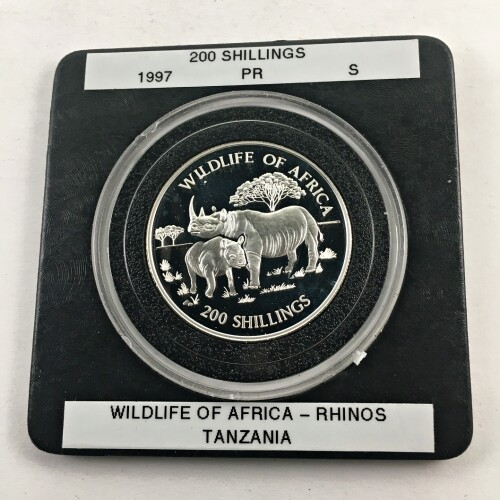 200 SHILLINGS
1997 PR S
WILDLIFE OF AFRICA
200 SHILLINGS
WILDLIFE OF AFRICA – RHINOS
TANZANIA